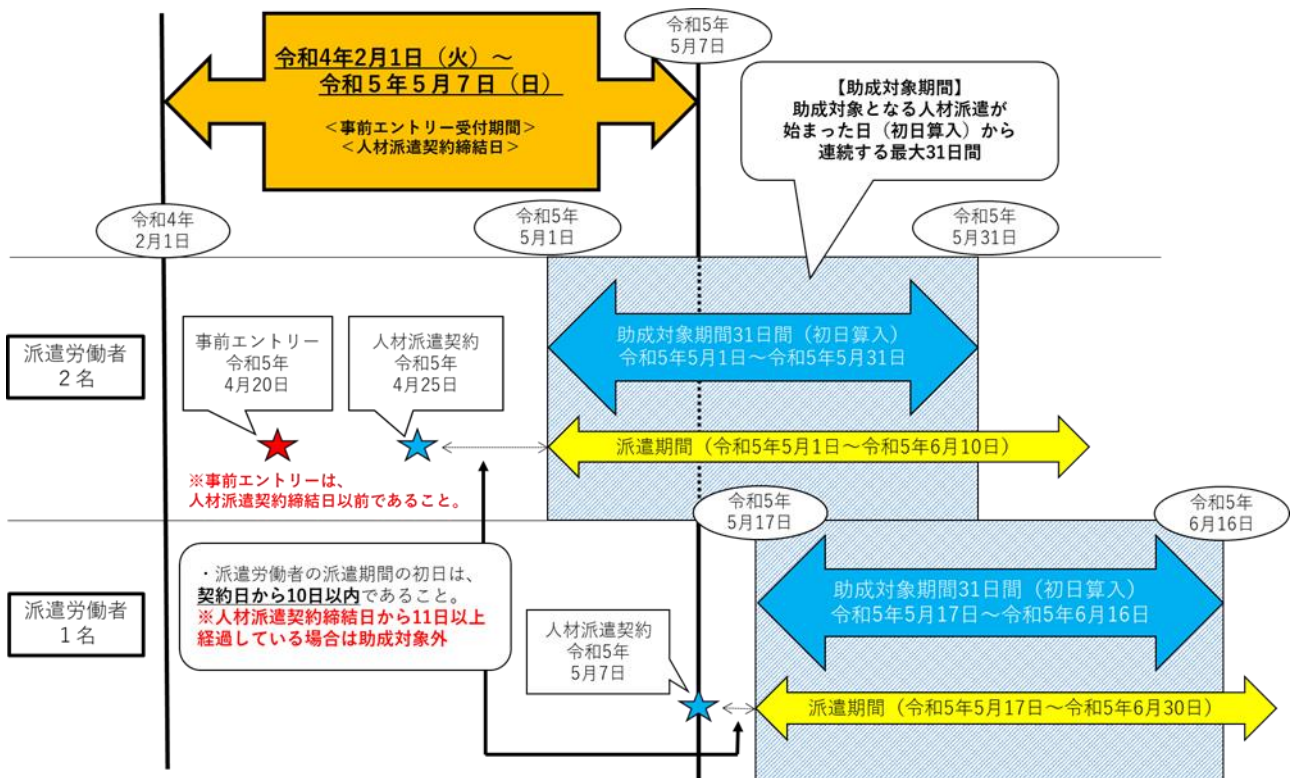 令和4年2月1日（火）～
令和５年５月７日（日）
＜事前エントリー受付期間＞
＜人材派遣契約締結日＞
令和5年
5月7日
【助成対象期間】
助成対象となる人材派遣が
始まった日（初日算入）から
連続する最大31日間
令和4年
2月1日
令和5年
5月1日
令和5年
5月31日
派遣労働者
２名
事前エントリー
令和5年
4月20日
人材派遣契約
令和5年
4月25日
助成対象期間31日間（初日算入）
令和5年5月1日～令和5年5月31日
派遣期間（令和5年5月1日～令和5年6月10日）
※事前エントリーは、
人材派遣契約締結日以前であること。
令和5年
5月17日
令和5年
6月16日
派遣労働者
１名
・派遣労働者の派遣期間の初日は、
契約日から10日以内であること。
※人材派遣契約締結日から11日以上
経過している場合は助成対象外
人材派遣契約
令和5年
5月7日
助成対象期間31日間（初日算入）
令和5年5月17日～令和5年6月16日
派遣期間（令和5年5月17日～令和5年6月30日）